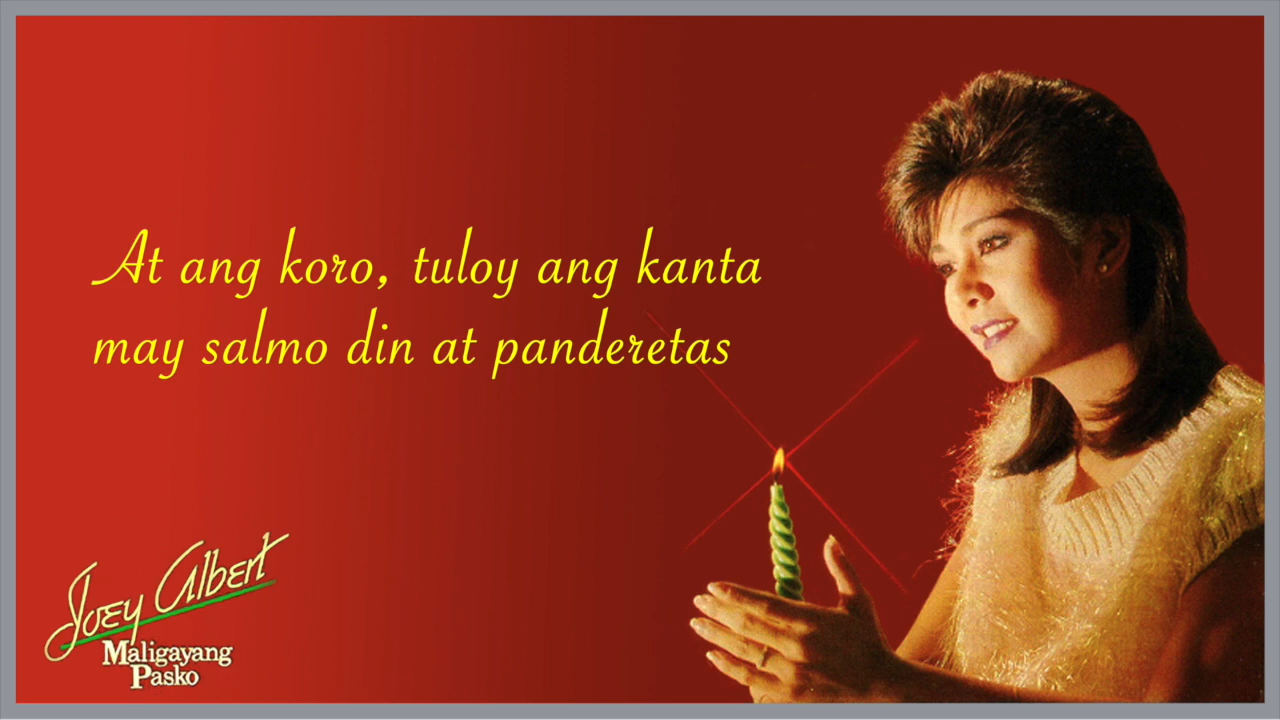 At ang koro, tuloy ang kanta
may salmo din at panderetas
Joey Albert
Maligayang
Pasko